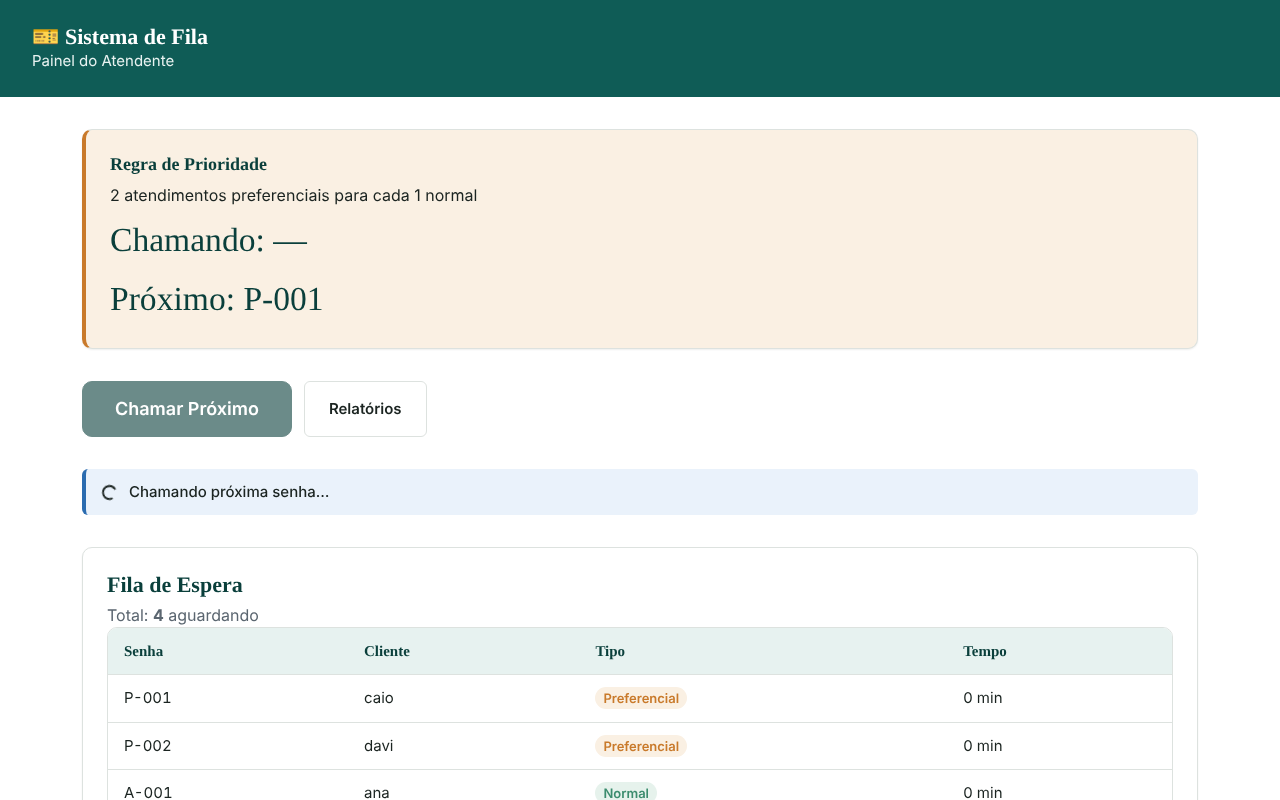 🎫 Sistema de Fila
Painel do Atendente
Regra de Prioridade
2 atendimentos preferenciais para cada 1 normal
Chamando: —
Próximo: P-001
Chamar Próximo
Relatórios
Chamando próxima senha...
Fila de Espera
Total: 4 aguardando
Senha Cliente Tipo Tempo
P-001 caio Preferencial 0 min
P-002 davi Preferencial 0 min
A-001 ana Normal 0 min